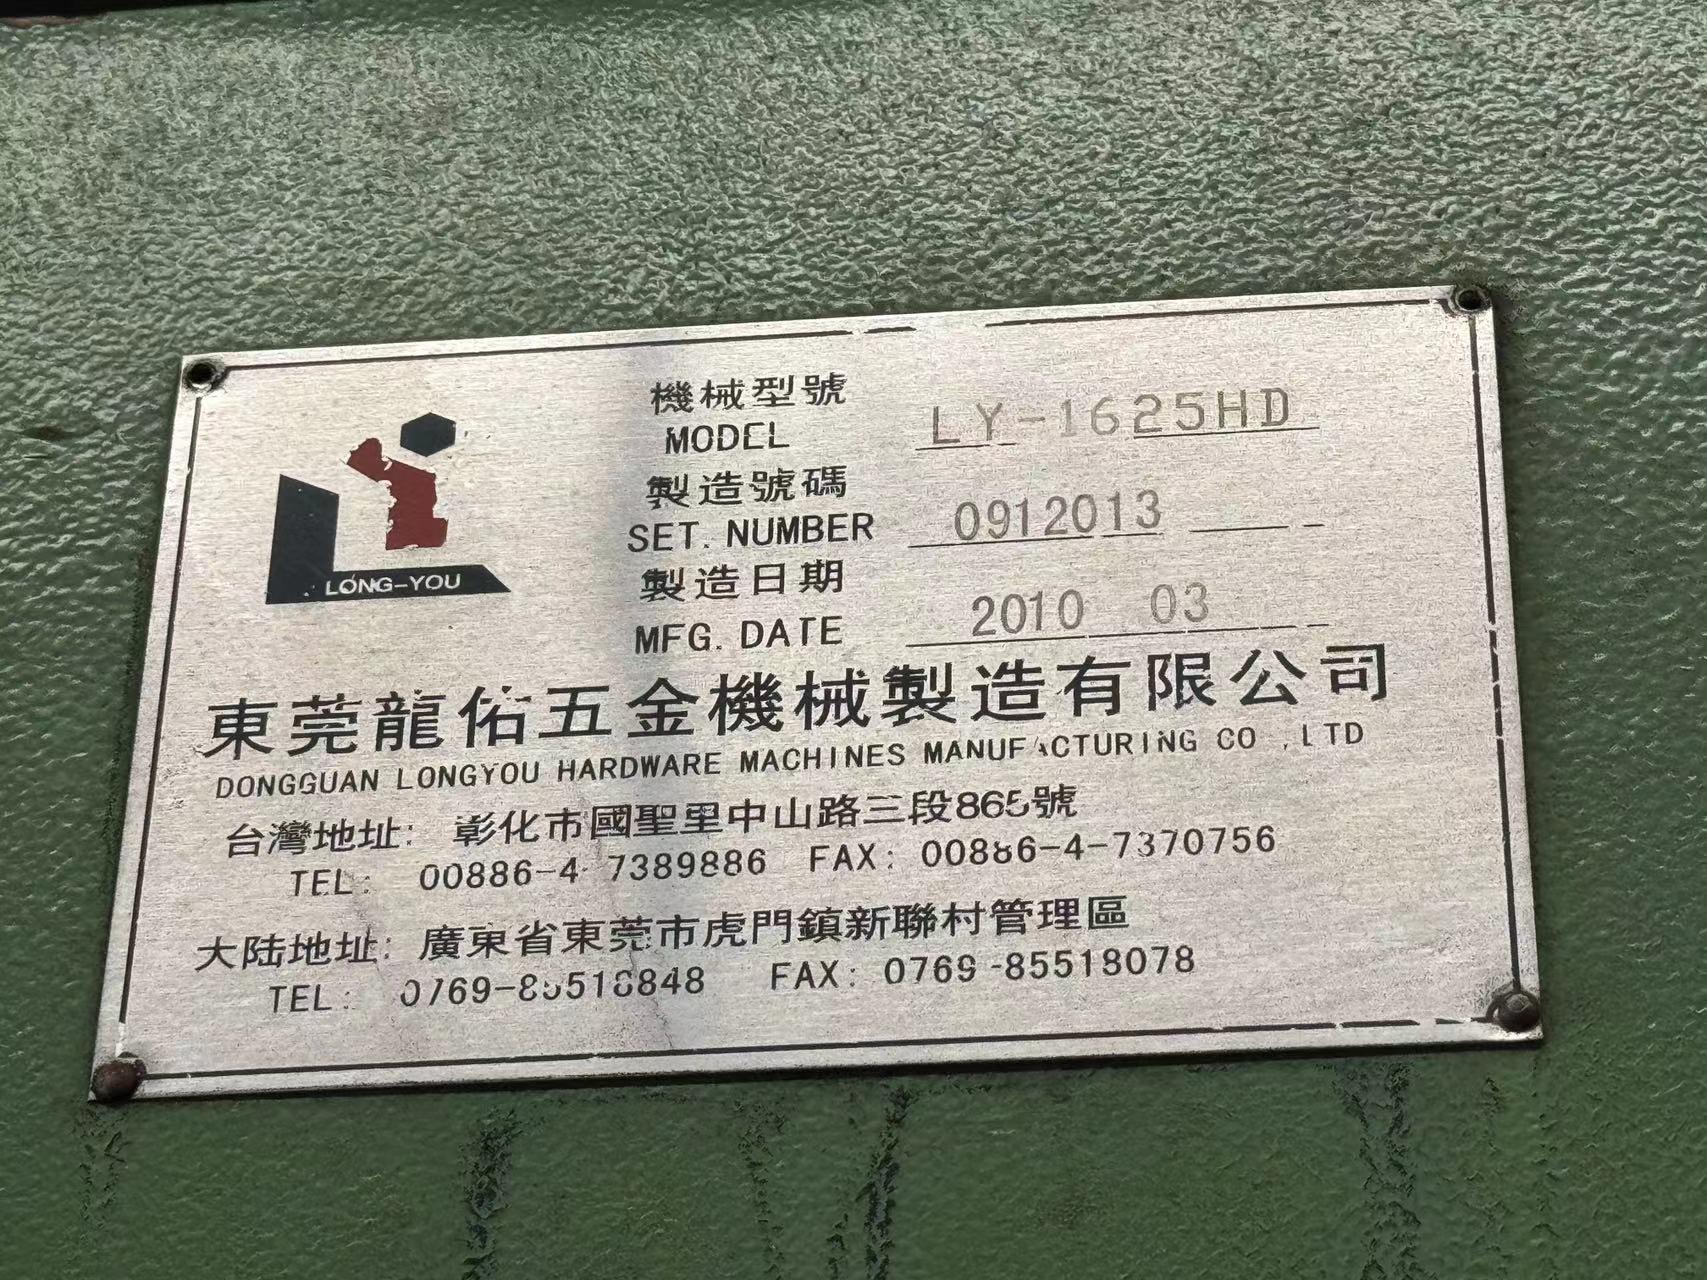 LONG-YOU
機械型號
MODEL LY-1625HD
製造號碼
SET. NUMBER 0912013
製造日期
MFG. DATE 2010 03
東莞龍佑五金機械製造有限公司
DONGGUAN LONGYOU HARDWARE MACHINES MANUFACTURING CO .,LTD
台灣地址: 彰化市國聖里中山路三段865號
TEL: 00886-4-7389886 FAX: 00886-4-7370756
大陆地址: 廣東省東莞市虎門鎮新聯村管理區
TEL: 0769-85518848 FAX: 0769-85518078